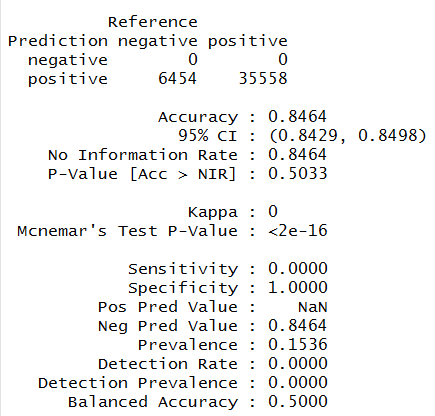 Reference
Prediction negative positive
negative 0 0
positive 6454 35558
Accuracy : 0.8464
95% CI : (0.8429, 0.8498)
No Information Rate : 0.8464
P-Value [Acc > NIR] : 0.5033
Kappa : 0
Mcnemar's Test P-Value : <2e-16
Sensitivity : 0.0000
Specificity : 1.0000
Pos Pred Value : NaN
Neg Pred Value : 0.8464
Prevalence : 0.1536
Detection Rate : 0.0000
Detection Prevalence : 0.0000
Balanced Accuracy : 0.5000